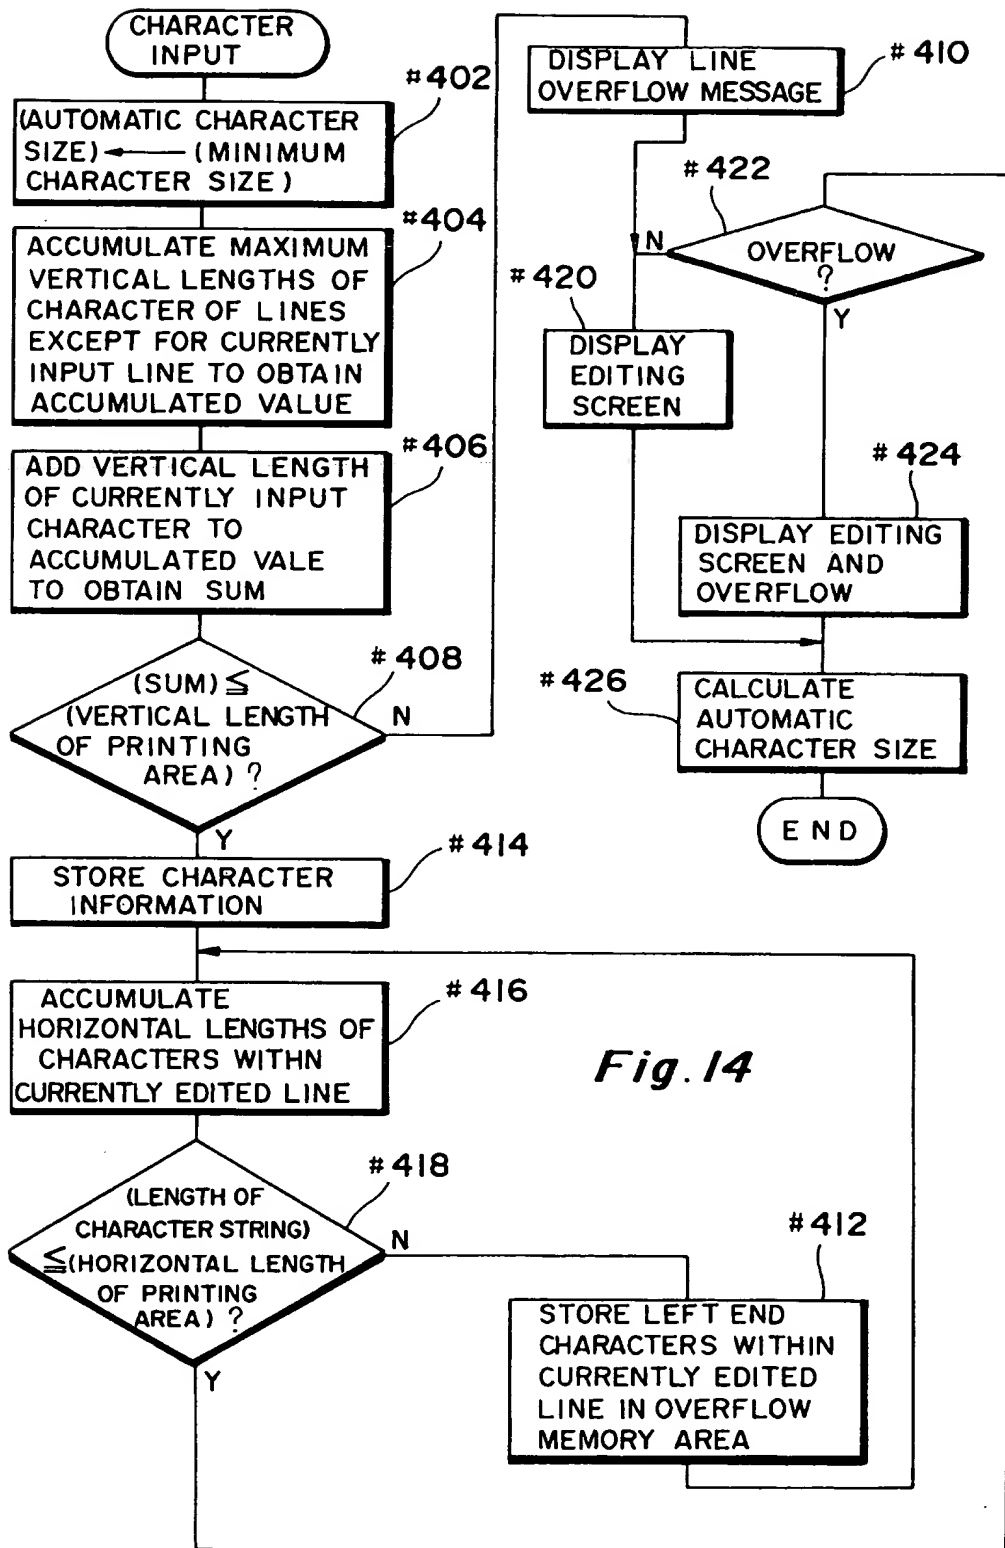 CHARACTER
INPUT
#402
(AUTOMATIC CHARACTER
SIZE) ← (MINIMUM
CHARACTER SIZE)
#404
ACCUMULATE MAXIMUM
VERTICAL LENGTHS OF
CHARACTER OF LINES
EXCEPT FOR CURRENTLY
INPUT LINE TO OBTAIN
ACCUMULATED VALUE
#406
ADD VERTICAL LENGTH
OF CURRENTLY INPUT
CHARACTER TO
ACCUMULATED VALE
TO OBTAIN SUM
#408
(SUM) ≦
(VERTICAL LENGTH
OF PRINTING
AREA) ?
N
Y
#414
STORE CHARACTER
INFORMATION
#416
ACCUMULATE
HORIZONTAL LENGTHS OF
CHARACTERS WITHN
CURRENTLY EDITED LINE
#418
(LENGTH OF
CHARACTER STRING)
≦(HORIZONTAL LENGTH
OF PRINTING
AREA) ?
N
Y
#412
STORE LEFT END
CHARACTERS WITHIN
CURRENTLY EDITED
LINE IN OVERFLOW
MEMORY AREA
#410
DISPLAY LINE
OVERFLOW MESSAGE
#422
OVERFLOW
?
N
Y
#420
DISPLAY
EDITING
SCREEN
#424
DISPLAY EDITING
SCREEN AND
OVERFLOW
#426
CALCULATE
AUTOMATIC
CHARACTER SIZE
END
Fig. 14